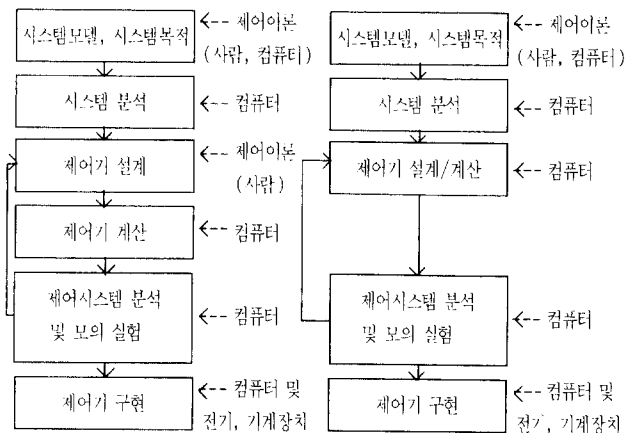 시스템모델, 시스템목적
<-- 제어이론
(사람, 컴퓨터)
시스템 분석
<-- 컴퓨터
제어기 설계
<-- 제어이론
(사람)
제어기 계산
<-- 컴퓨터
제어시스템 분석
및 모의 실험
<-- 컴퓨터
제어기 구현
<-- 컴퓨터 및
전기, 기계장치
시스템모델, 시스템목적
<-- 제어이론
(사람, 컴퓨터)
시스템 분석
<-- 컴퓨터
제어기 설계/계산
<-- 컴퓨터
제어시스템 분석
및 모의 실험
<-- 컴퓨터
제어기 구현
<-- 컴퓨터 및
전기, 기계장치